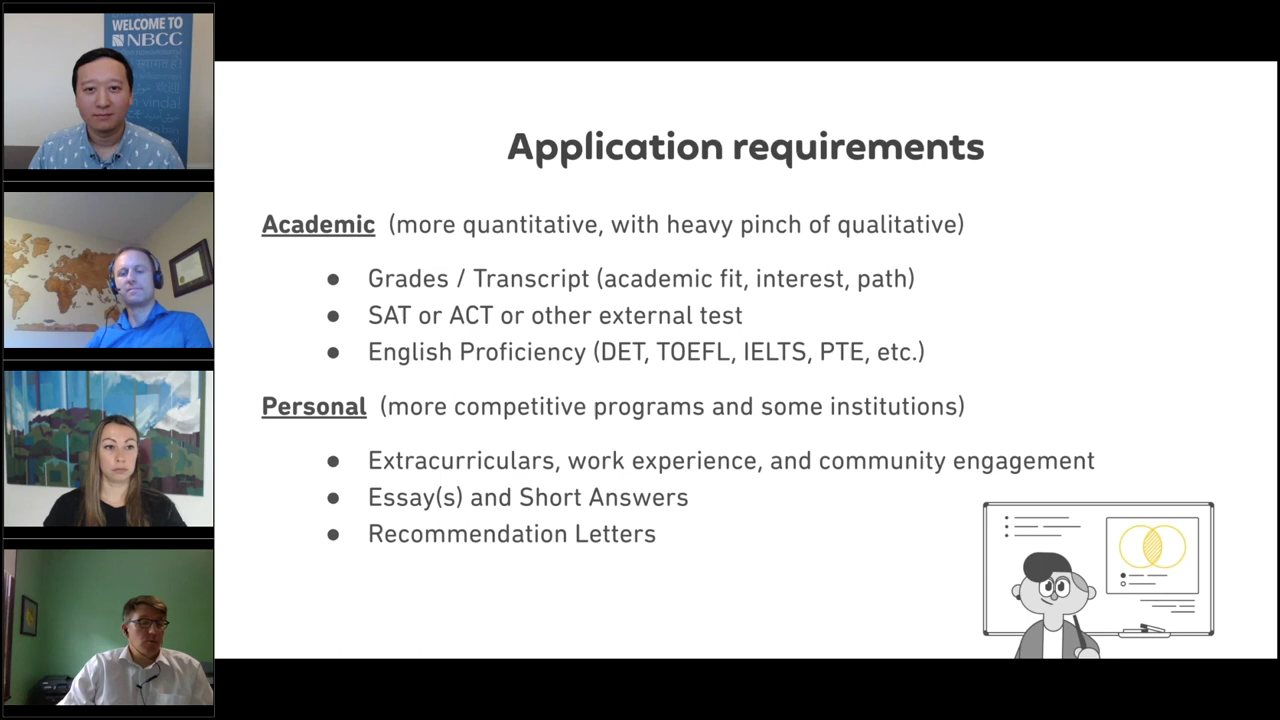 WELCOME TO
NBCC
Application requirements
Academic (more quantitative, with heavy pinch of qualitative)
● Grades / Transcript (academic fit, interest, path)
● SAT or ACT or other external test
● English Proficiency (DET, TOEFL, IELTS, PTE, etc.)
Personal (more competitive programs and some institutions)
● Extracurriculars, work experience, and community engagement
● Essay(s) and Short Answers
● Recommendation Letters